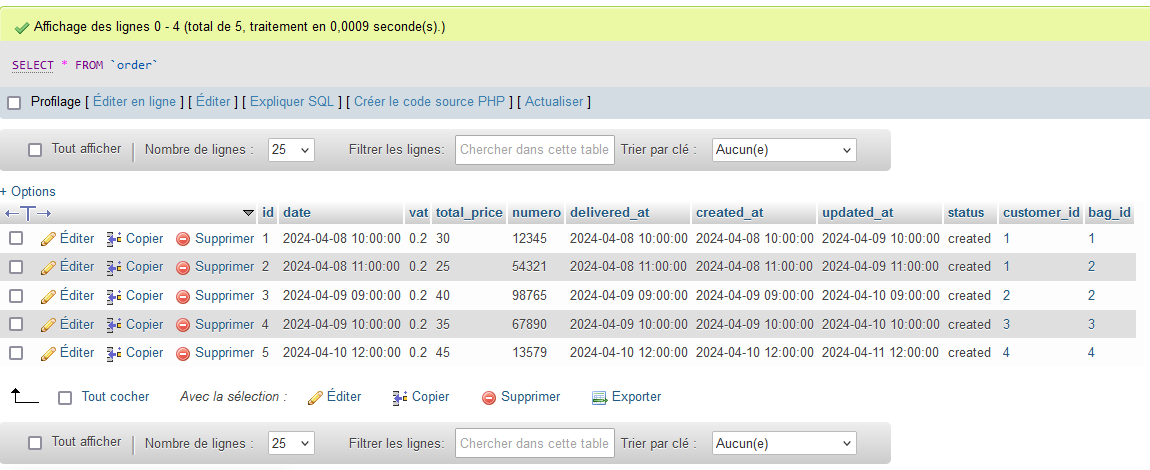 Affichage des lignes 0 - 4 (total de 5, traitement en 0,0009 seconde(s).)
SELECT * FROM `order`
Profilage [ Éditer en ligne ] [ Éditer ] [ Expliquer SQL ] [ Créer le code source PHP ] [ Actualiser ]
Tout afficher Nombre de lignes : 25 Filtrer les lignes: Chercher dans cette table Trier par clé : Aucun(e)
+ Options
←T→ id date vat total_price numero delivered_at created_at updated_at status customer_id bag_id
Éditer Copier Supprimer 1 2024-04-08 10:00:00 0.2 30 12345 2024-04-08 10:00:00 2024-04-08 10:00:00 2024-04-09 10:00:00 created 1 1
Éditer Copier Supprimer 2 2024-04-08 11:00:00 0.2 25 54321 2024-04-08 11:00:00 2024-04-08 11:00:00 2024-04-09 11:00:00 created 1 2
Éditer Copier Supprimer 3 2024-04-09 09:00:00 0.2 40 98765 2024-04-09 09:00:00 2024-04-09 09:00:00 2024-04-10 09:00:00 created 2 2
Éditer Copier Supprimer 4 2024-04-09 10:00:00 0.2 35 67890 2024-04-09 10:00:00 2024-04-09 10:00:00 2024-04-10 10:00:00 created 3 3
Éditer Copier Supprimer 5 2024-04-10 12:00:00 0.2 45 13579 2024-04-10 12:00:00 2024-04-10 12:00:00 2024-04-11 12:00:00 created 4 4
Tout cocher Avec la sélection : Éditer Copier Supprimer Exporter
Tout afficher Nombre de lignes : 25 Filtrer les lignes: Chercher dans cette table Trier par clé : Aucun(e)